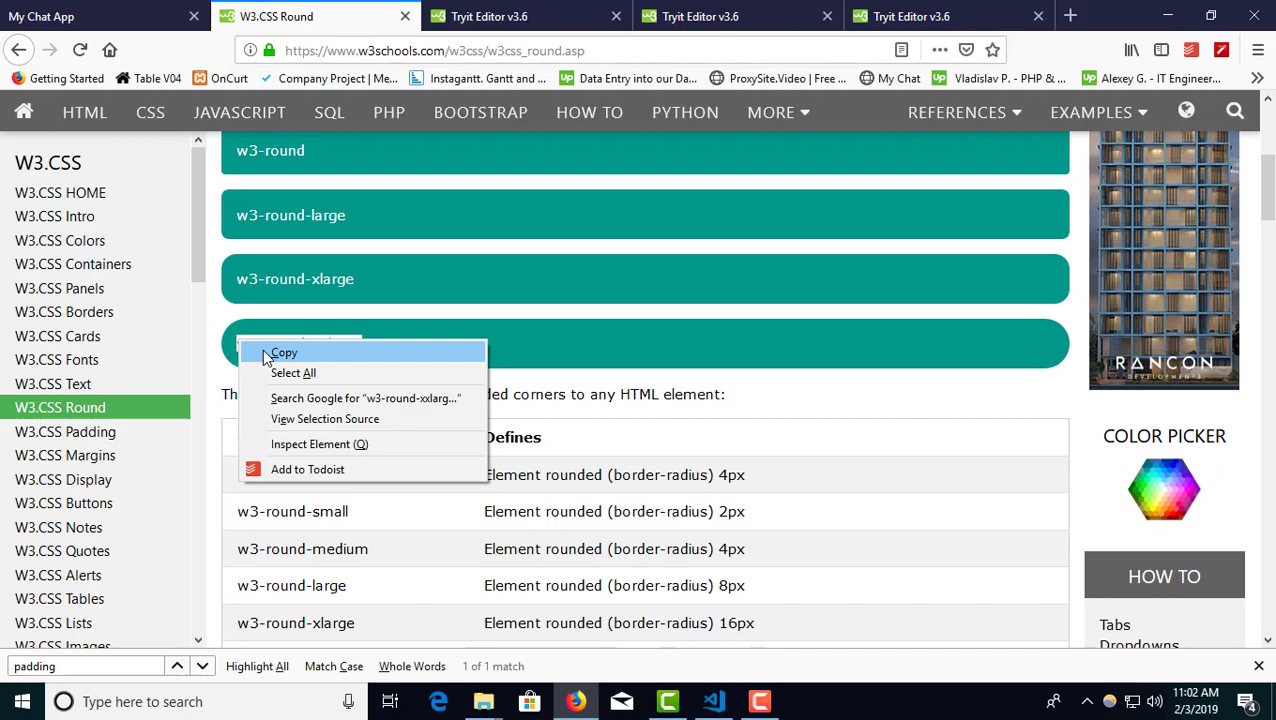 My Chat App
W3.CSS Round
Tryit Editor v3.6
Tryit Editor v3.6
Tryit Editor v3.6
https://www.w3schools.com/w3css/w3css_round.asp
Getting Started
Table V04
OnCurt
Company Project | Me...
Instagantt. Gantt and ...
Data Entry into our Da...
ProxySite.Video | Free ...
My Chat
Vladislav P. - PHP & ...
Alexey G. - IT Engineer...
HTML
CSS
JAVASCRIPT
SQL
PHP
BOOTSTRAP
HOW TO
PYTHON
MORE
REFERENCES
EXAMPLES
W3.CSS
W3.CSS HOME
W3.CSS Intro
W3.CSS Colors
W3.CSS Containers
W3.CSS Panels
W3.CSS Borders
W3.CSS Cards
W3.CSS Fonts
W3.CSS Text
W3.CSS Round
W3.CSS Padding
W3.CSS Margins
W3.CSS Display
W3.CSS Buttons
W3.CSS Notes
W3.CSS Quotes
W3.CSS Alerts
W3.CSS Tables
W3.CSS Lists
W3.CSS Images
w3-round
w3-round-large
w3-round-xlarge
Copy
Select All
Search Google for "w3-round-xxlarg..."
View Selection Source
Inspect Element (Q)
Add to Todoist
corners to any HTML element:
Defines
Element rounded (border-radius) 4px
w3-round-small
Element rounded (border-radius) 2px
w3-round-medium
Element rounded (border-radius) 4px
w3-round-large
Element rounded (border-radius) 8px
w3-round-xlarge
Element rounded (border-radius) 16px
RANCON
COLOR PICKER
HOW TO
Tabs
Dropdowns
padding
Highlight All
Match Case
Whole Words
1 of 1 match
Type here to search
11:02 AM
2/3/2019
4